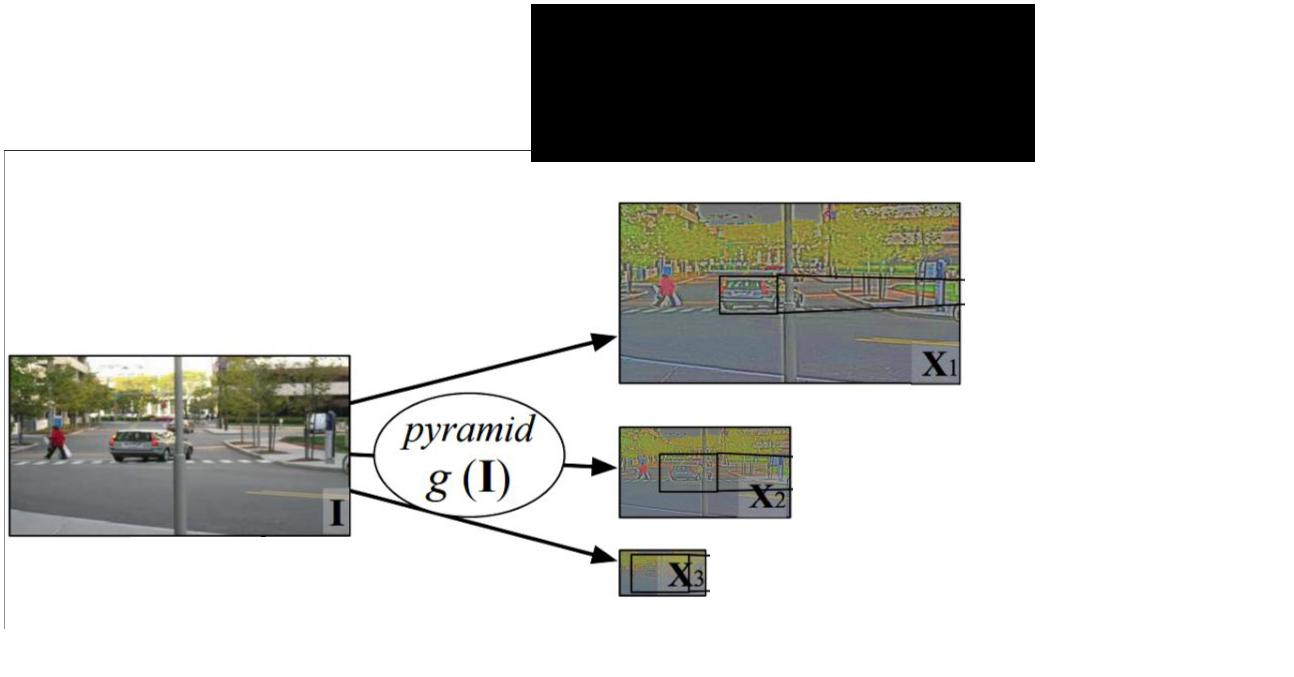 I
pyramid
g (I)
X1
X2
X3